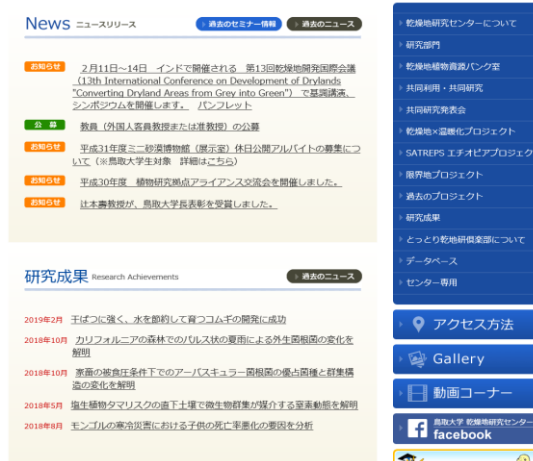 News ニュースリリース
過去のセミナー情報
過去のニュース
お知らせ
2月11日～14日 インドで開催される 第13回乾燥地開発国際会議
(13th International Conference on Development of Drylands
"Converting Dryland Areas from Grey into Green") で基調講演、
シンポジウムを開催します。 パンフレット
公 募
教員（外国人客員教授または准教授）の公募
お知らせ
平成31年度ミニ砂漠博物館（展示室）休日公開アルバイトの募集につ
いて（※鳥取大学生対象 詳細はこちら）
お知らせ
平成30年度 植物研究拠点アライアンス交流会を開催しました。
お知らせ
辻本壽教授が、鳥取大学長表彰を受賞しました。
研究成果 Research Achievements
過去のニュース
2019年2月 干ばつに強く、水を節約して育つコムギの開発に成功
2018年10月 カリフォルニアの森林でのパルス状の夏雨による外生菌根菌の変化を
解明
2018年10月 家畜の被食圧条件下でのアーバスキュラー菌根菌の優占菌種と群集構
造の変化を解明
2018年5月 塩生植物タマリスクの直下土壌で微生物群集が媒介する窒素動態を解明
2018年8月 モンゴルの寒冷災害における子供の死亡率悪化の要因を分析
乾燥地研究センターについて
研究部門
乾燥地植物資源バンク室
共同利用・共同研究
共同研究発表会
乾燥地×温暖化プロジェクト
SATREPS エチオピアプロジェク
限界地プロジェクト
過去のプロジェクト
研究成果
とっとり乾地研倶楽部について
データベース
センター専用
アクセス方法
Gallery
動画コーナー
鳥取大学 乾燥地研究センター
facebook